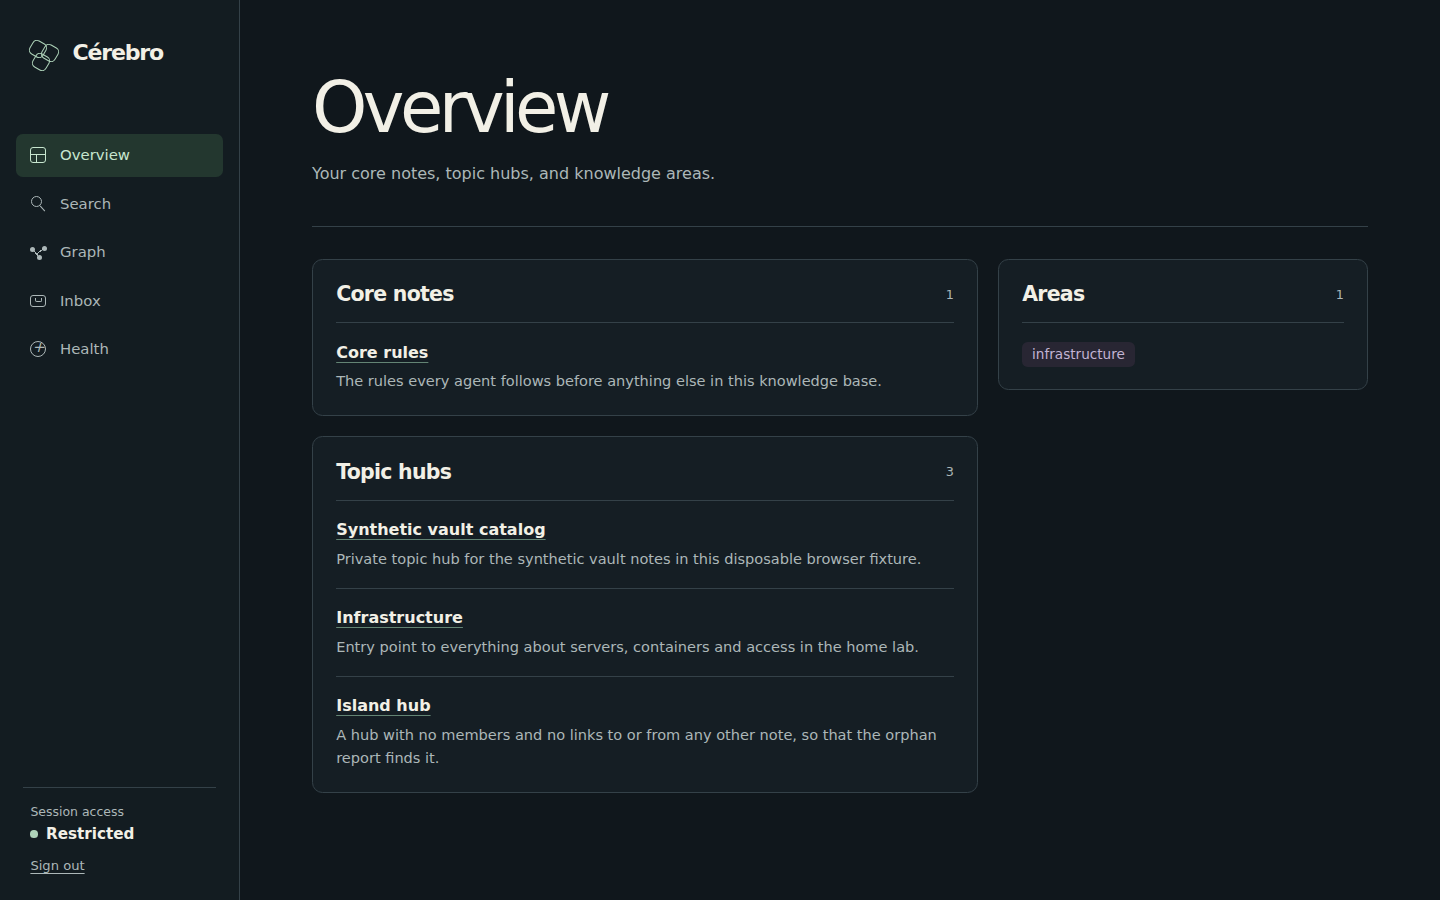 Cérebro
Overview
Search
Graph
Inbox
Health
Session access
Restricted
Sign out
Overview
Your core notes, topic hubs, and knowledge areas.
Core notes
1
Core rules
The rules every agent follows before anything else in this knowledge base.
Topic hubs
3
Synthetic vault catalog
Private topic hub for the synthetic vault notes in this disposable browser fixture.
Infrastructure
Entry point to everything about servers, containers and access in the home lab.
Island hub
A hub with no members and no links to or from any other note, so that the orphan
report finds it.
Areas
1
infrastructure